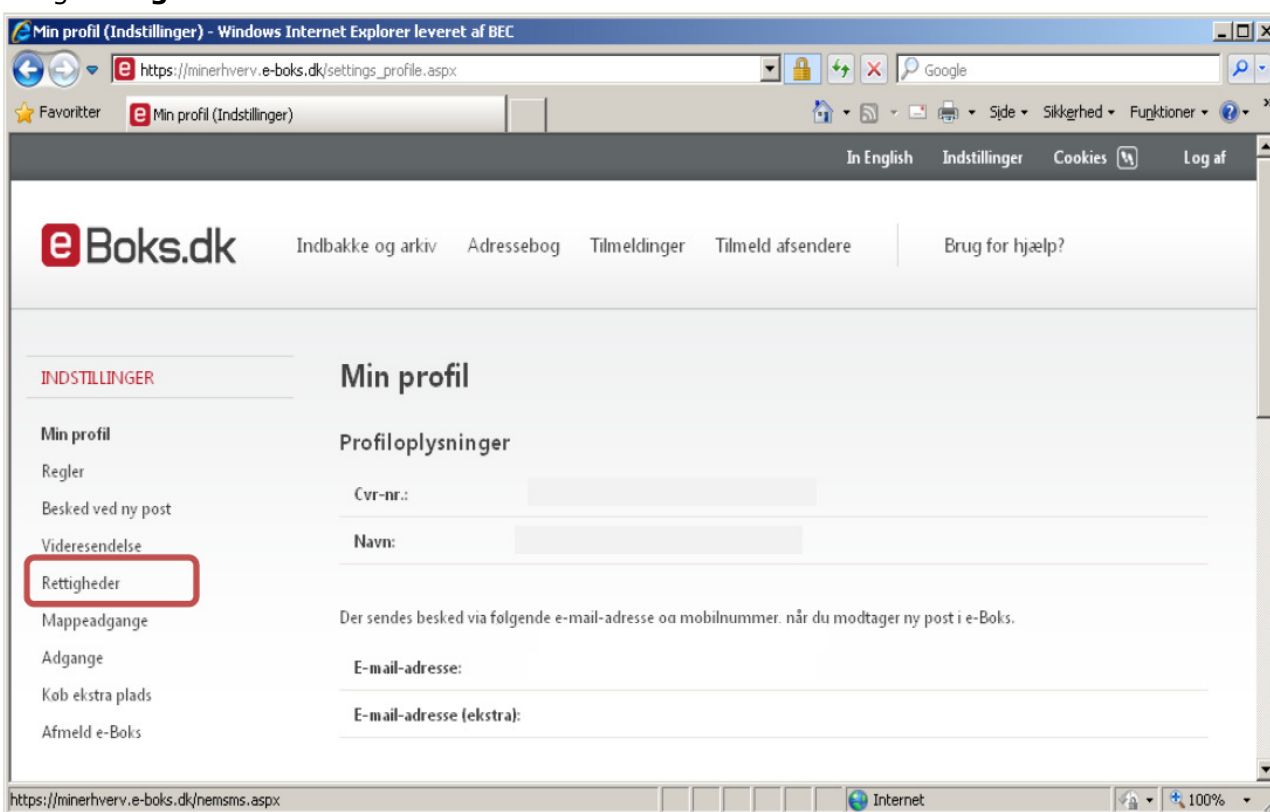 Min profil (Indstillinger) - Windows Internet Explorer leveret af BEC
https://minerhverv.e-boks.dk/settings_profile.aspx
Google
Favoritter
Min profil (Indstillinger)
Side
Sikkerhed
Funktioner
In English Indstillinger Cookies Log af
e Boks.dk
Indbakke og arkiv Adressebog Tilmeldinger Tilmeld afsendere Brug for hjælp?
INDSTILLINGER
Min profil
Regler
Besked ved ny post
Videresendelse
Rettigheder
Mappeadgange
Adgange
Køb ekstra plads
Afmeld e-Boks
Min profil
Profiloplysninger
Cvr-nr.:
Navn:
Der sendes besked via følgende e-mail-adresse og mobilnummer. når du modtager ny post i e-Boks.
E-mail-adresse:
E-mail-adresse (ekstra):
https://minerhverv.e-boks.dk/nemsms.aspx
Internet
100%